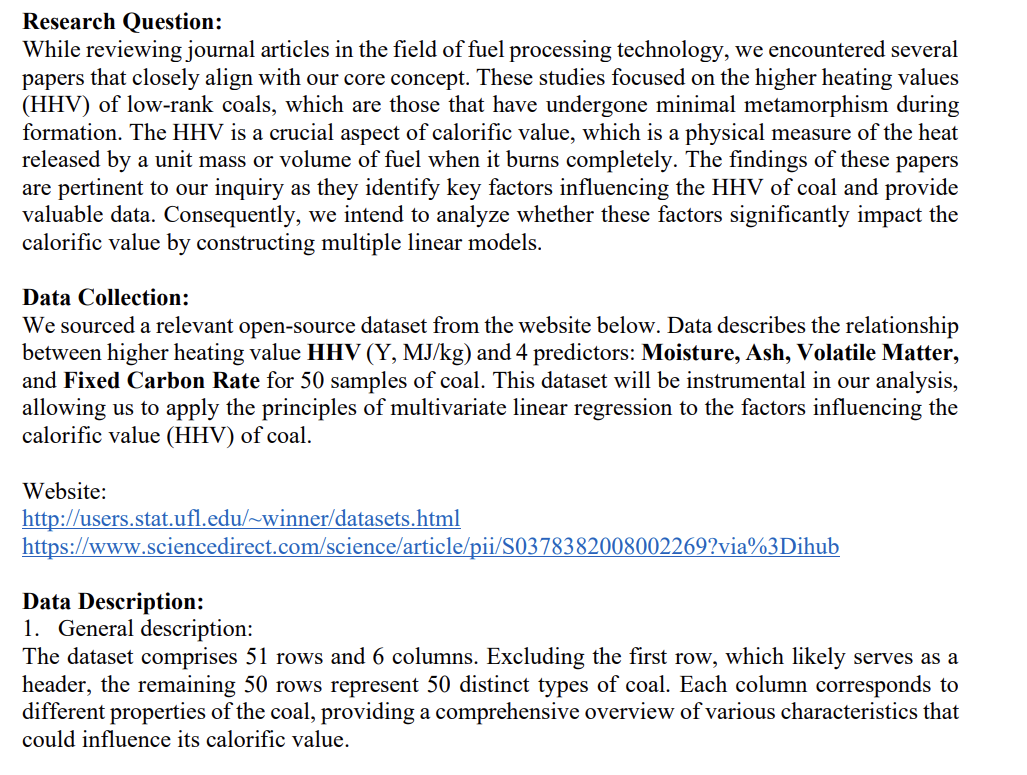 Research Question:
While reviewing journal articles in the field of fuel processing technology, we encountered several
papers that closely align with our core concept. These studies focused on the higher heating values
(HHV) of low-rank coals, which are those that have undergone minimal metamorphism during
formation. The HHV is a crucial aspect of calorific value, which is a physical measure of the heat
released by a unit mass or volume of fuel when it burns completely. The findings of these papers
are pertinent to our inquiry as they identify key factors influencing the HHV of coal and provide
valuable data. Consequently, we intend to analyze whether these factors significantly impact the
calorific value by constructing multiple linear models.
Data Collection:
We sourced a relevant open-source dataset from the website below. Data describes the relationship
between higher heating value HHV (Y, MJ/kg) and 4 predictors: Moisture, Ash, Volatile Matter,
and Fixed Carbon Rate for 50 samples of coal. This dataset will be instrumental in our analysis,
allowing us to apply the principles of multivariate linear regression to the factors influencing the
calorific value (HHV) of coal.
Website:
http://users.stat.ufl.edu/~winner/datasets.html
https://www.sciencedirect.com/science/article/pii/S0378382008002269?via%3Dihub
Data Description:
1. General description:
The dataset comprises 51 rows and 6 columns. Excluding the first row, which likely serves as a
header, the remaining 50 rows represent 50 distinct types of coal. Each column corresponds to
different properties of the coal, providing a comprehensive overview of various characteristics that
could influence its calorific value.